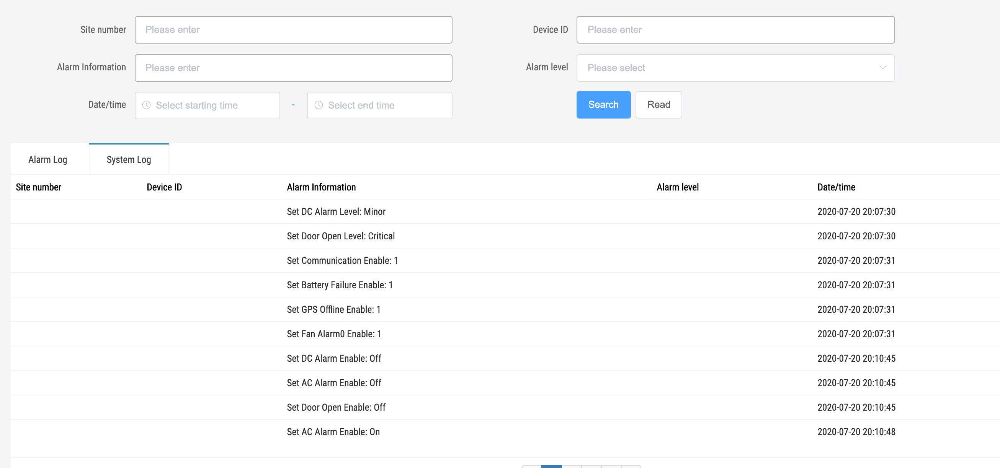 Site number Please enter Device ID Please enter
Alarm Information Please enter Alarm level Please select
Date/time Select starting time - Select end time Search Read
Alarm Log System Log
Site number Device ID Alarm Information Alarm level Date/time
Set DC Alarm Level: Minor 2020-07-20 20:07:30
Set Door Open Level: Critical 2020-07-20 20:07:30
Set Communication Enable: 1 2020-07-20 20:07:31
Set Battery Failure Enable: 1 2020-07-20 20:07:31
Set GPS Offline Enable: 1 2020-07-20 20:07:31
Set Fan Alarm0 Enable: 1 2020-07-20 20:07:31
Set DC Alarm Enable: Off 2020-07-20 20:10:45
Set AC Alarm Enable: Off 2020-07-20 20:10:45
Set Door Open Enable: Off 2020-07-20 20:10:45
Set AC Alarm Enable: On 2020-07-20 20:10:48